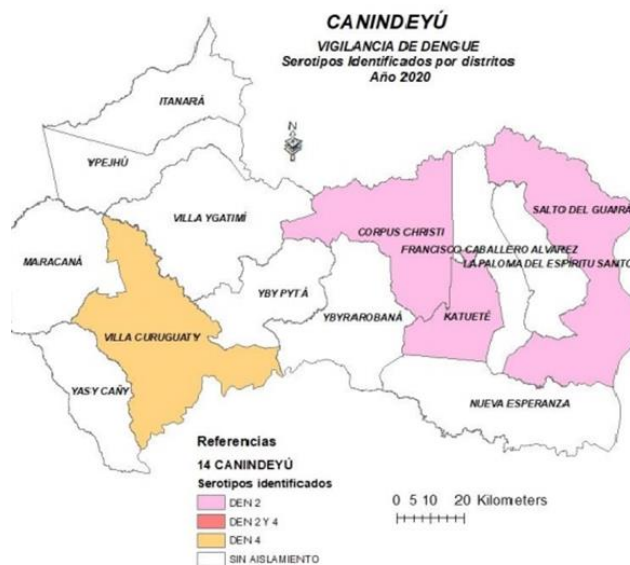 CANINDEYÚ
VIGILANCIA DE DENGUE
Serotipos Identificados por distritos
Año 2020
ITANARÁ
N
YPEJHÚ
VILLA YGATIMÍ
SALTO DEL GUAIRÁ
CORPUS CHRISTI
FRANCISCO CABALLERO ALVAREZ
MARACANÁ
LA PALOMA DEL ESPIRITU SANTO
YBY PYTÁ
YBYRAROBANÁ
KATUETÉ
VILLA CURUGUATY
YASY CAÑY
NUEVA ESPERANZA
Referencias
14 CANINDEYÚ
Serotipos identificados
DEN 2
DEN 2 Y 4
DEN 4
SIN AISLAMIENTO
0 5 10 20 Kilometers